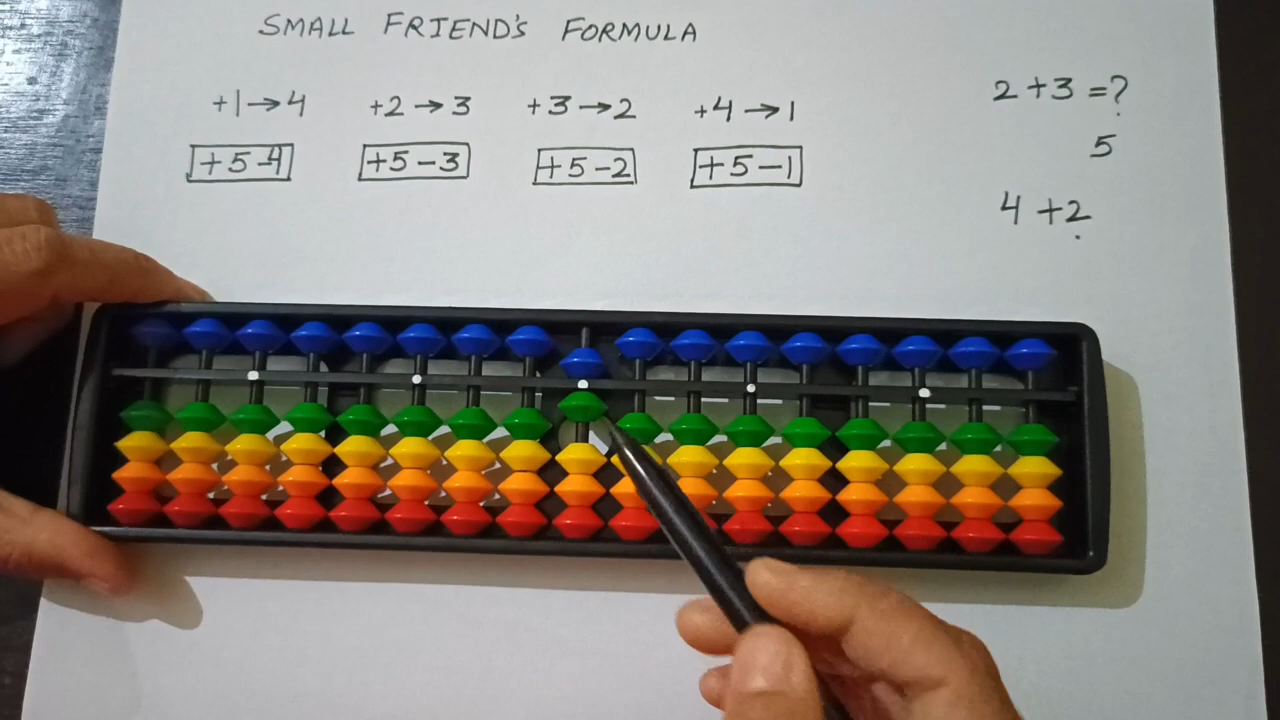 SMALL FRIEND'S FORMULA
+1→4 +2→3 +3→2 +4→1
+5-4 +5-3 +5-2 +5-1
2+3=?
5
4+2